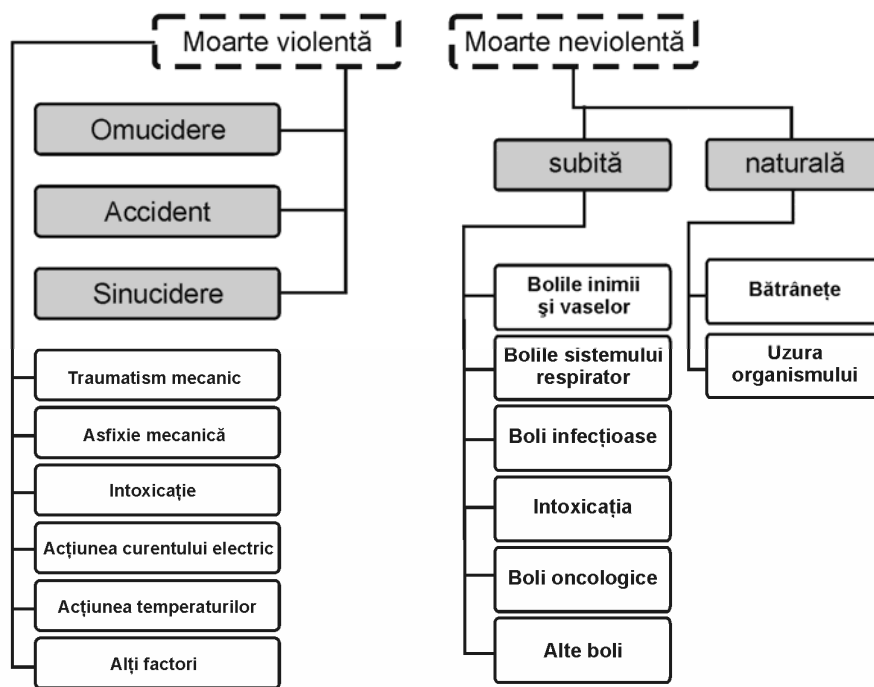 Moarte violentă
Omucidere
Accident
Sinucidere
Traumatism mecanic
Asfixie mecanică
Intoxicație
Acțiunea curentului electric
Acțiunea temperaturilor
Alți factori
Moarte neviolentă
subită
naturală
Bolile inimii
şi vaselor
Bolile sistemului
respirator
Boli infecțioase
Intoxicația
Boli oncologice
Alte boli
Bătrânețe
Uzura
organismului